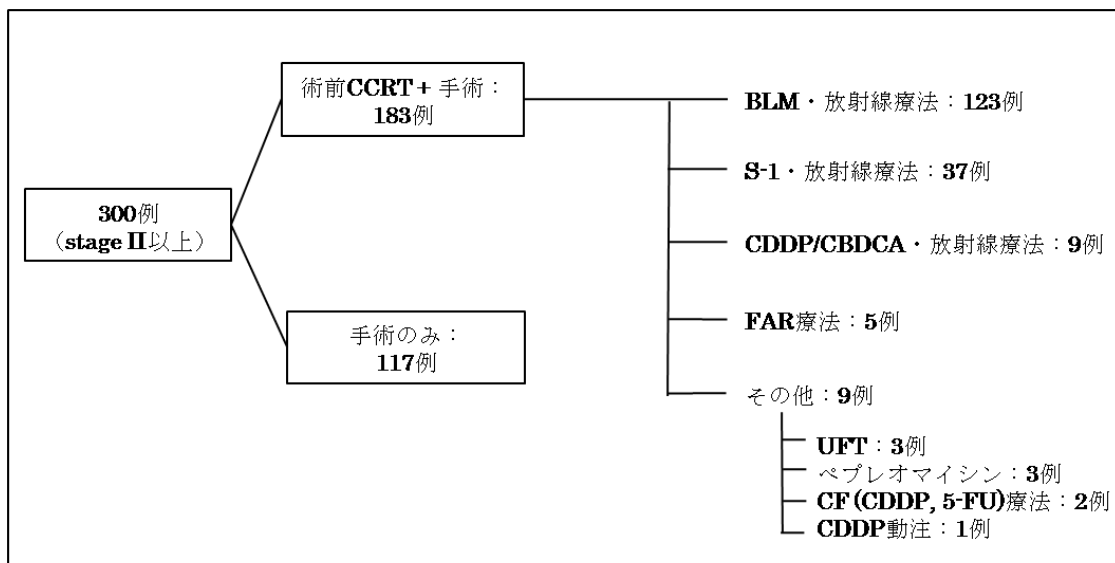 300例
（stage II以上）
術前CCRT + 手術：
183例
手術のみ：
117例
BLM・放射線療法：123例
S-1・放射線療法：37例
CDDP/CBDCA・放射線療法：9例
FAR療法：5例
その他：9例
UFT：3例
ペプレオマイシン：3例
CF (CDDP, 5-FU)療法：2例
CDDP動注：1例